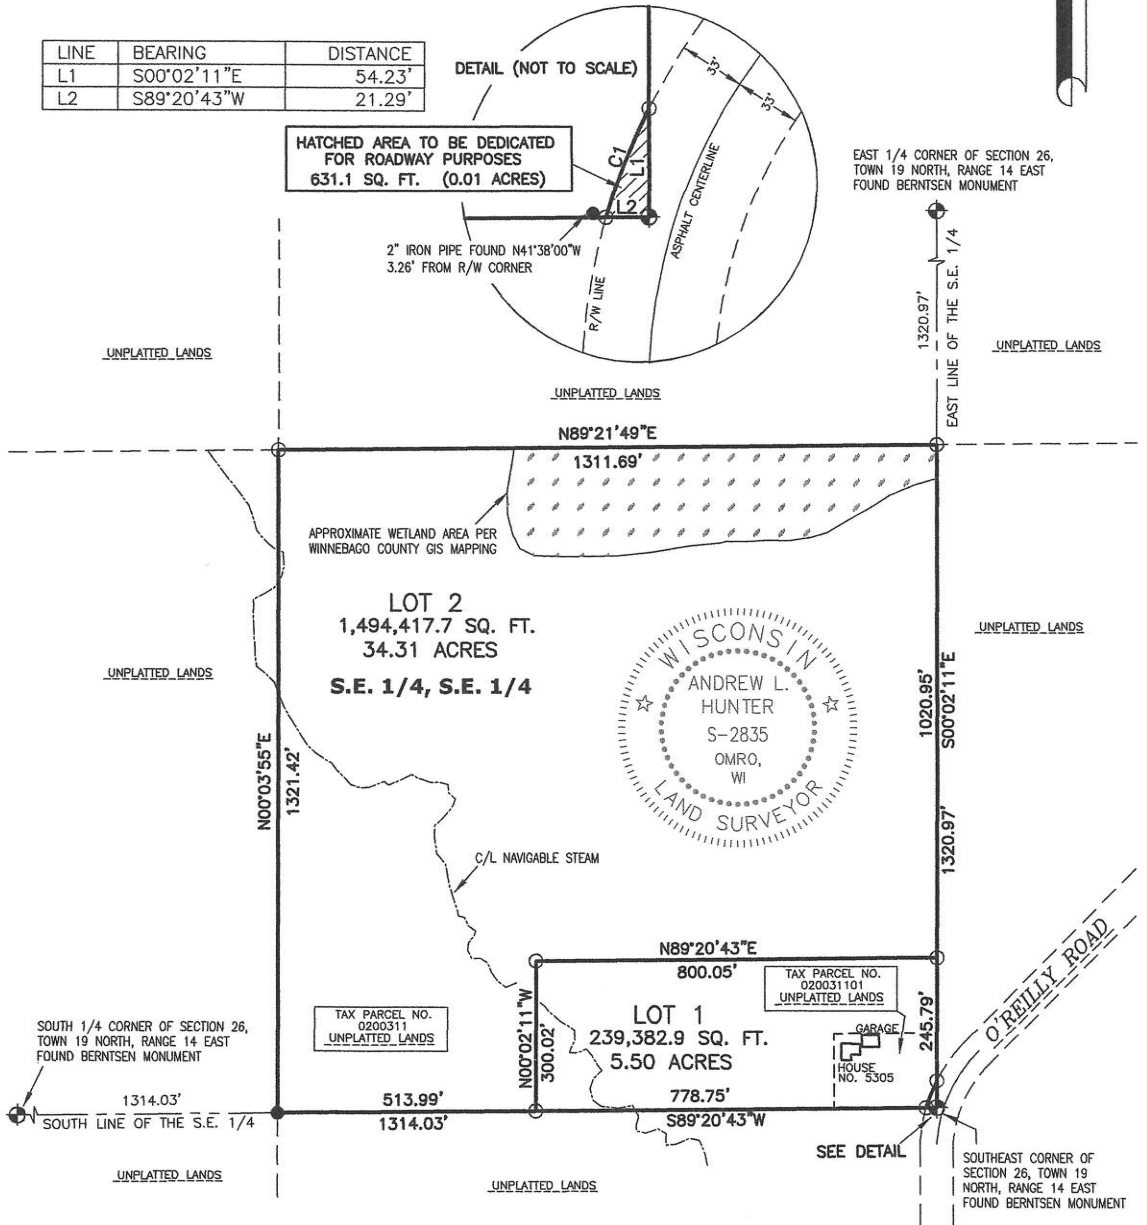 LINE BEARING DISTANCE
L1 S00°02'11"E 54.23'
L2 S89°20'43"W 21.29'
DETAIL (NOT TO SCALE)
33'
33'
HATCHED AREA TO BE DEDICATED
FOR ROADWAY PURPOSES
631.1 SQ. FT. (0.01 ACRES)
C1
L1
L2
ASPHALT CENTERLINE
R/W LINE
2" IRON PIPE FOUND N41°38'00"W
3.26' FROM R/W CORNER
EAST 1/4 CORNER OF SECTION 26,
TOWN 19 NORTH, RANGE 14 EAST
FOUND BERNTSEN MONUMENT
1320.97'
EAST LINE OF THE S.E. 1/4
UNPLATTED LANDS
UNPLATTED LANDS
UNPLATTED LANDS
N89°21'49"E
1311.69'
APPROXIMATE WETLAND AREA PER
WINNEBAGO COUNTY GIS MAPPING
LOT 2
1,494,417.7 SQ. FT.
34.31 ACRES
S.E. 1/4, S.E. 1/4
WISCONSIN
ANDREW L.
HUNTER
S-2835
OMRO,
WI
LAND SURVEYOR
UNPLATTED LANDS
UNPLATTED LANDS
N00°03'55"E
1321.42'
1020.95'
S00°02'11"E
1320.97'
C/L NAVIGABLE STEAM
N89°20'43"E
800.05'
TAX PARCEL NO.
020031101
UNPLATTED LANDS
TAX PARCEL NO.
0200311
UNPLATTED LANDS
N00°02'11"W
300.02'
LOT 1
239,382.9 SQ. FT.
5.50 ACRES
GARAGE
HOUSE
NO. 5305
245.79'
O'REILLY ROAD
SOUTH 1/4 CORNER OF SECTION 26,
TOWN 19 NORTH, RANGE 14 EAST
FOUND BERNTSEN MONUMENT
1314.03'
SOUTH LINE OF THE S.E. 1/4
513.99'
1314.03'
778.75'
S89°20'43"W
SEE DETAIL
SOUTHEAST CORNER OF
SECTION 26, TOWN 19
NORTH, RANGE 14 EAST
FOUND BERNTSEN MONUMENT
UNPLATTED LANDS
UNPLATTED LANDS